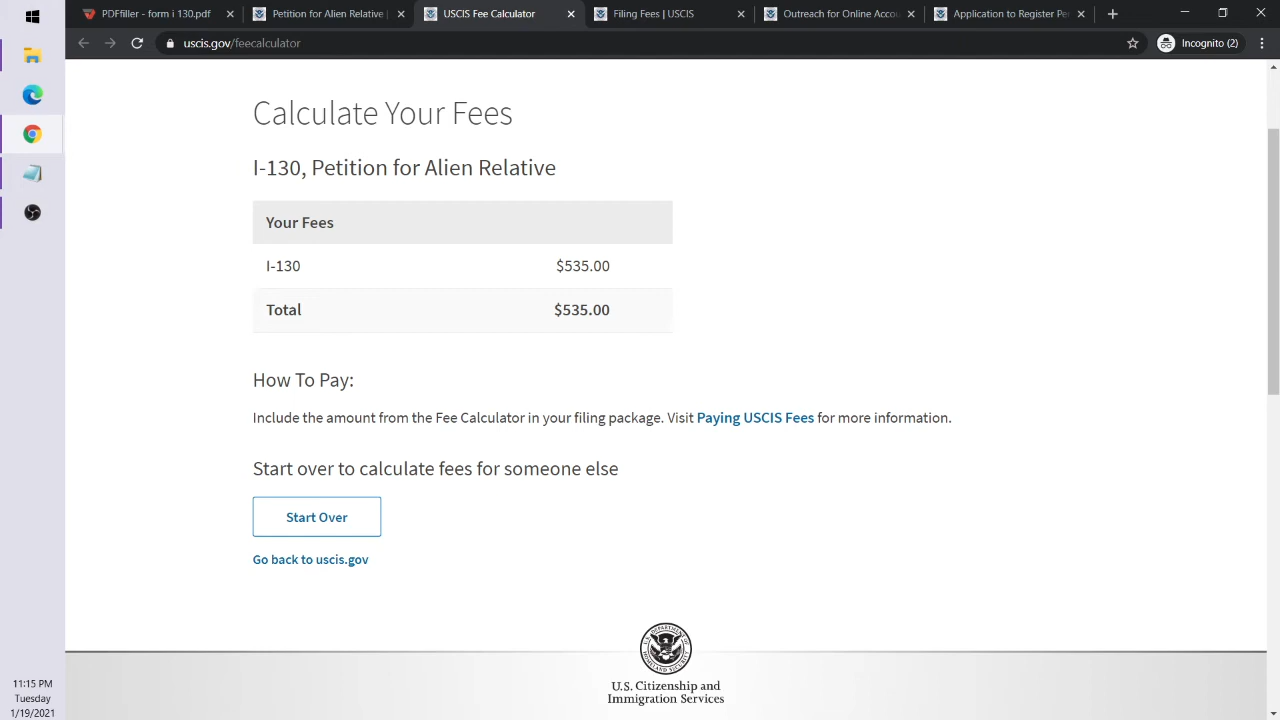 PDFfiller - form i 130.pdf
Petition for Alien Relative |
USCIS Fee Calculator
Filing Fees | USCIS
Outreach for Online Accou
Application to Register Pe
uscis.gov/feecalculator
Incognito (2)
Calculate Your Fees
I-130, Petition for Alien Relative
Your Fees
I-130 $535.00
Total $535.00
How To Pay:
Include the amount from the Fee Calculator in your filing package. Visit Paying USCIS Fees for more information.
Start over to calculate fees for someone else
Start Over
Go back to uscis.gov
U.S. Citizenship and
Immigration Services
11:15 PM
Tuesday
1/19/2021